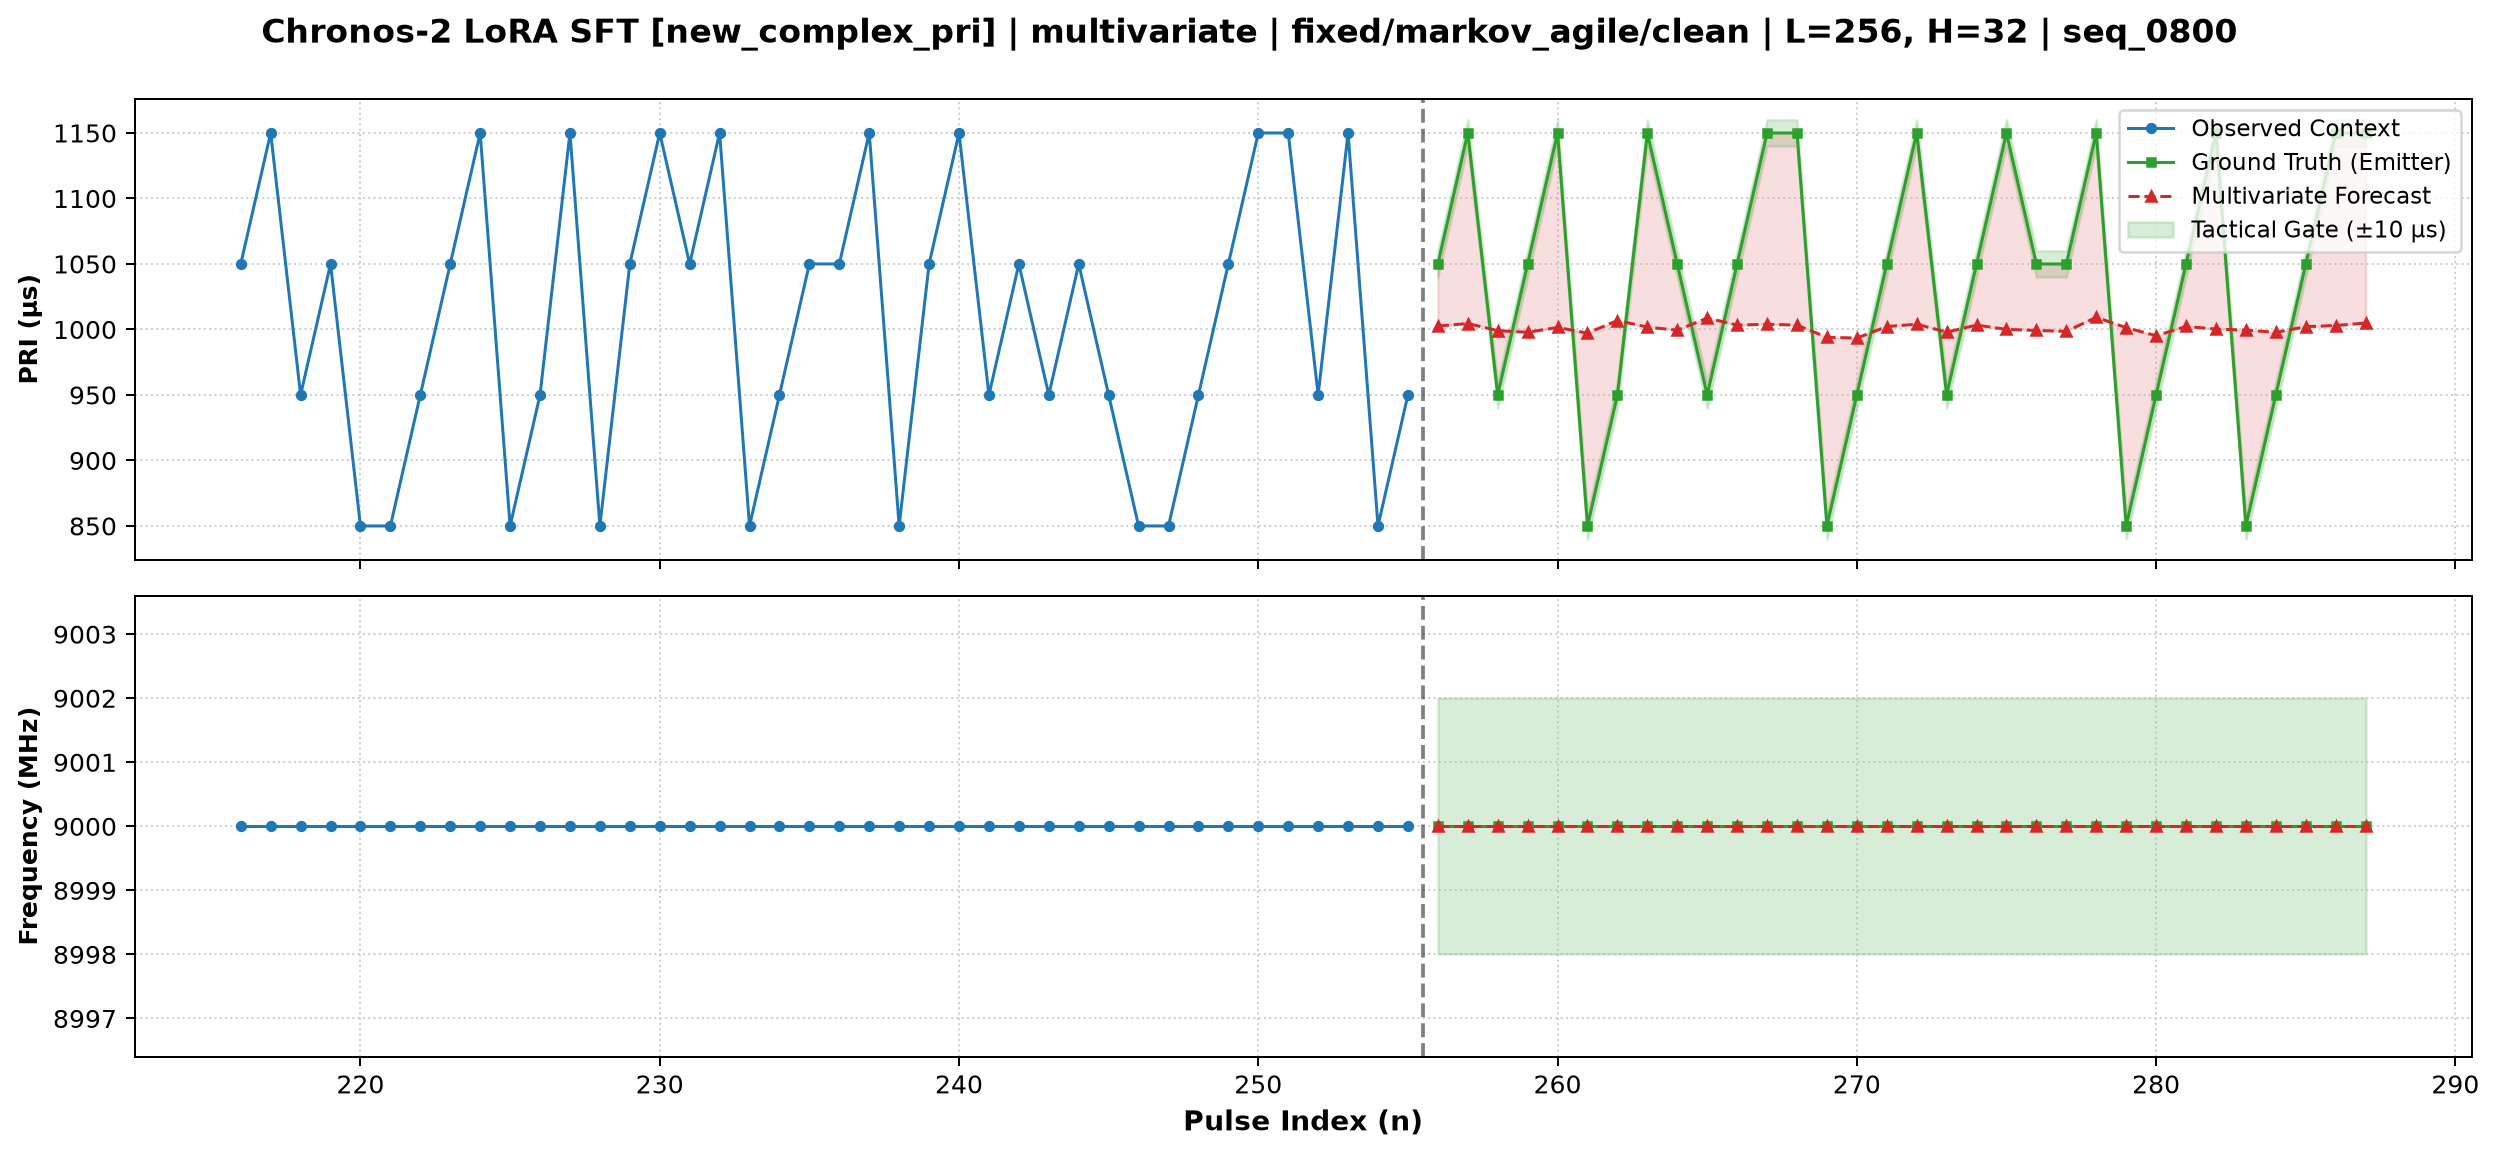 Chronos-2 LoRA SFT [new_complex_pri] | multivariate | fixed/markov_agile/clean | L=256, H=32 | seq_0800
PRI (µs)
1150
1100
1050
1000
950
900
850
Observed Context
Ground Truth (Emitter)
Multivariate Forecast
Tactical Gate (±10 µs)
Frequency (MHz)
9003
9002
9001
9000
8999
8998
8997
220 230 240 250 260 270 280 290
Pulse Index (n)